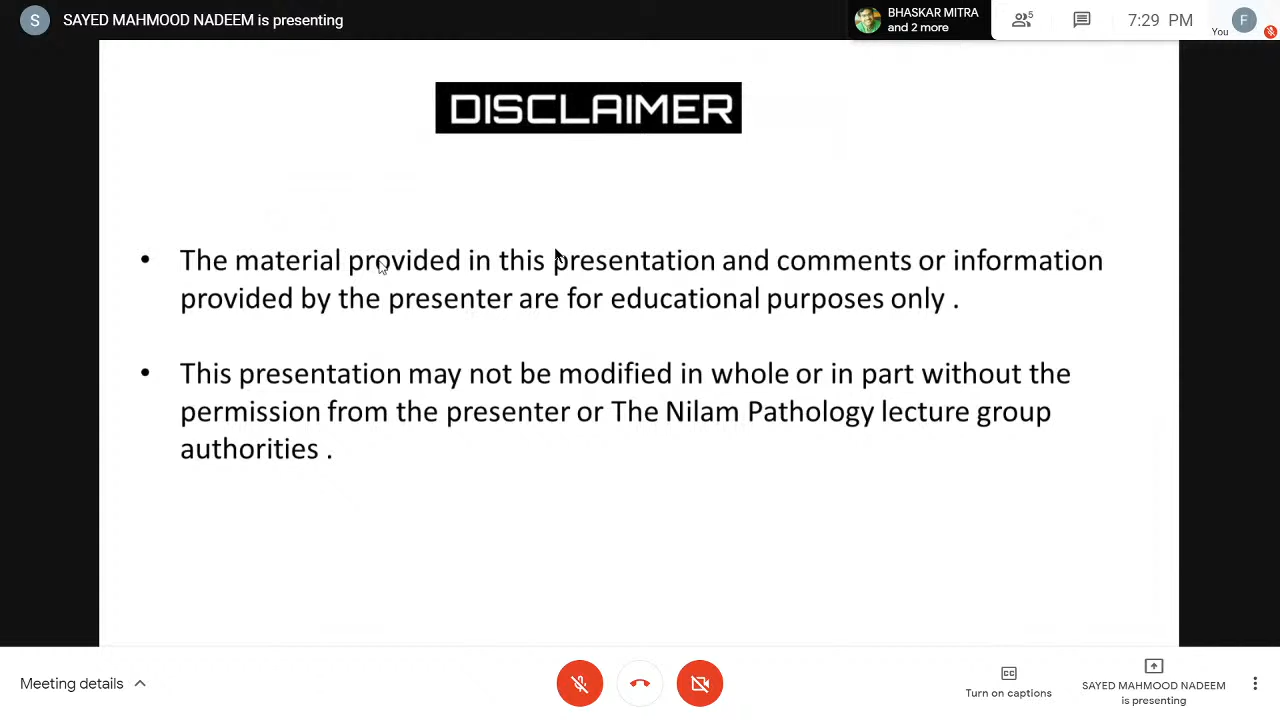 S SAYED MAHMOOD NADEEM is presenting
BHASKAR MITRA
and 2 more
5
7:29 PM
You
F
DISCLAIMER
• The material provided in this presentation and comments or information
provided by the presenter are for educational purposes only .
• This presentation may not be modified in whole or in part without the
permission from the presenter or The Nilam Pathology lecture group
authorities .
Meeting details
CC
Turn on captions
SAYED MAHMOOD NADEEM
is presenting